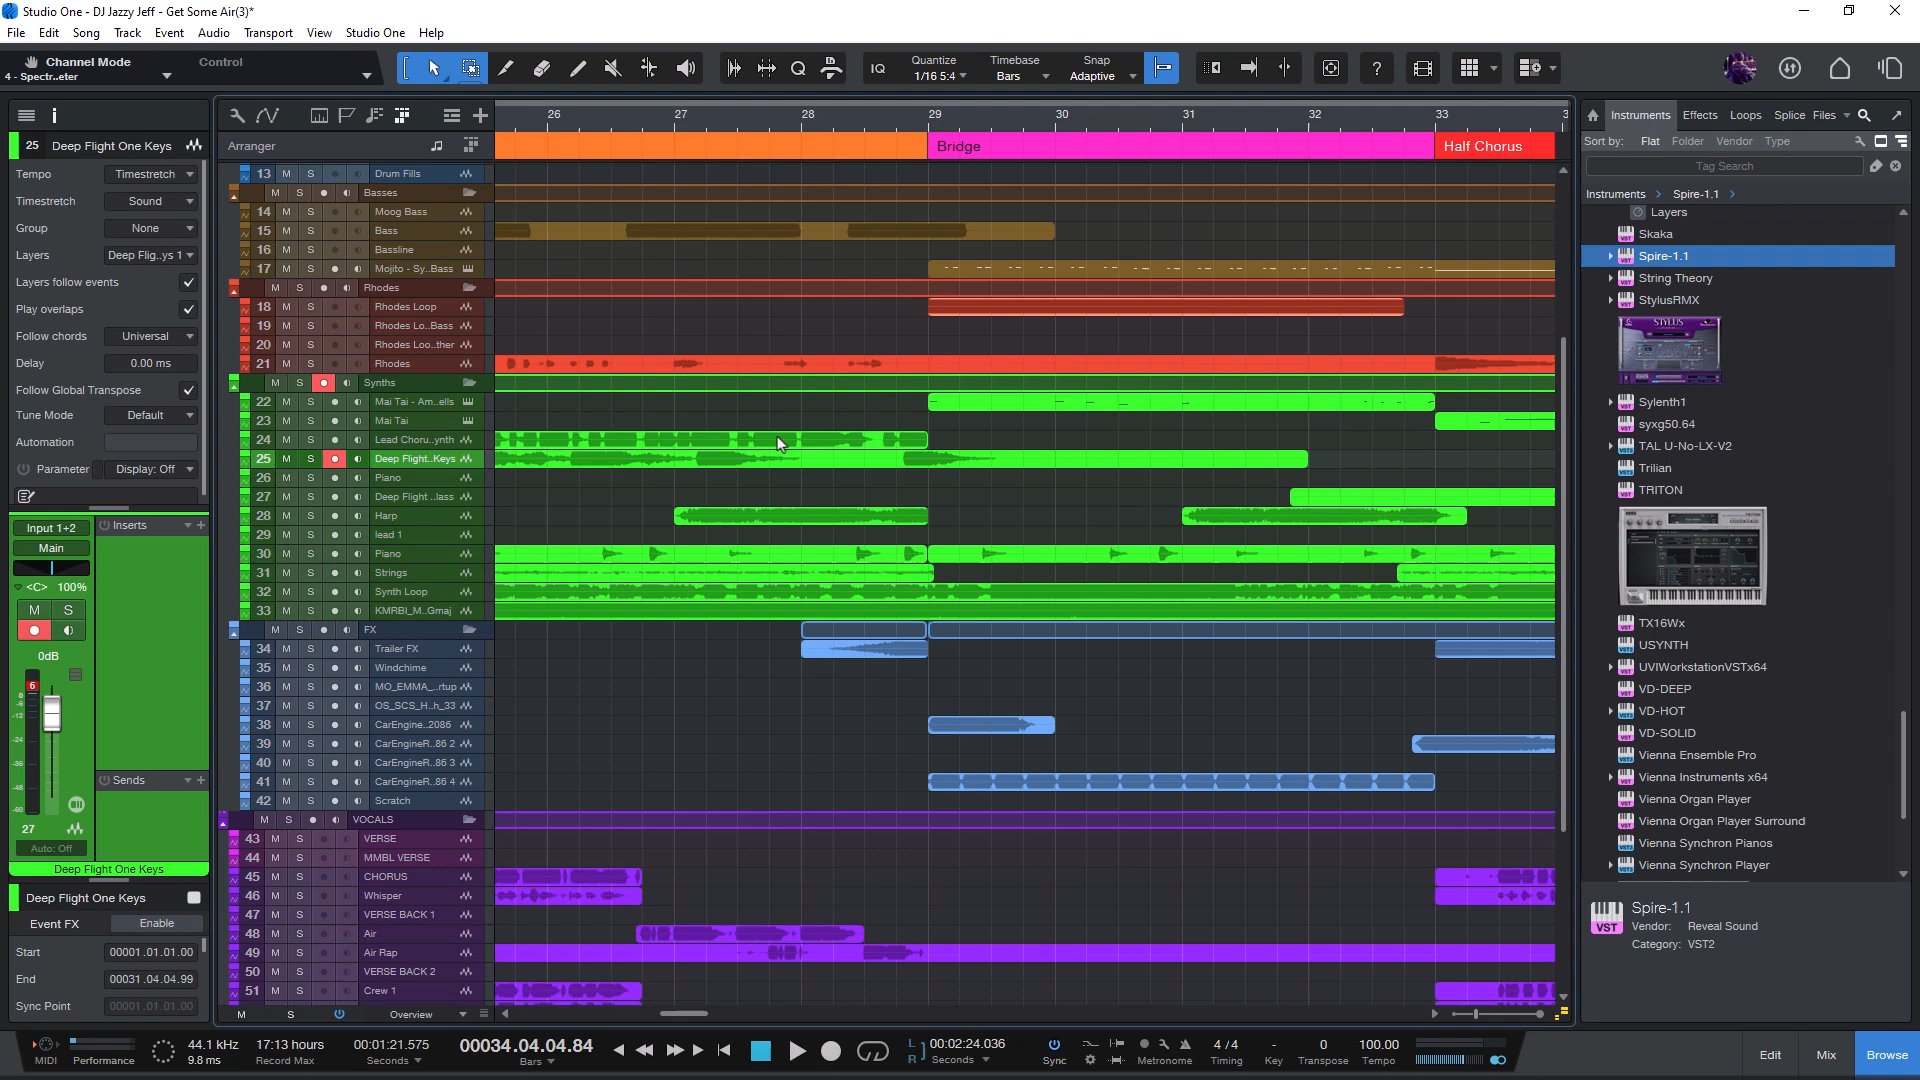 Studio One - DJ Jazzy Jeff - Get Some Air(3)*
File Edit Song Track Event Audio Transport View Studio One Help
Channel Mode
Control
4 - Spectr..eter
IQ
Quantize
1/16 5:4
Timebase
Bars
Snap
Adaptive
?
25 Deep Flight One Keys
Tempo Timestretch
Timestretch Sound
Group None
Layers Deep Flig..ys 1
Layers follow events
Play overlaps
Follow chords Universal
Delay 0.00 ms
Follow Global Transpose
Tune Mode Default
Automation
Parameter Display: Off
Input 1+2
Main
<C> 100%
M S
0dB
6
0
-6
-12
-24
-36
-48
-60
27
Auto: Off
Deep Flight One Keys
Inserts
Sends
Deep Flight One Keys
Event FX Enable
Start 00001.01.01.00
End 00031.04.04.99
Sync Point 00001.01.01.00
26 27 28 29 30 31 32 33 3
Arranger
Bridge
Half Chorus
13 M S Drum Fills
M S Basses
14 M S Moog Bass
15 M S Bass
16 M S Bassline
17 M S Mojito - Sy..Bass
M S Rhodes
18 M S Rhodes Loop
19 M S Rhodes Lo..Bass
20 M S Rhodes Loo..ther
21 M S Rhodes
M S Synths
22 M S Mai Tai - Am..ells
23 M S Mai Tai
24 M S Lead Choru..ynth
25 M S Deep Flight..Keys
26 M S Piano
27 M S Deep Flight ..lass
28 M S Harp
29 M S lead 1
30 M S Piano
31 M S Strings
32 M S Synth Loop
33 M S KMRBI_M..Gmaj
M S FX
34 M S Trailer FX
35 M S Windchime
36 M S MO_EMMA_..rtup
37 M S OS_SCS_H..h_33
38 M S CarEngine..2086
39 M S CarEngineR..86 2
40 M S CarEngineR..86 3
41 M S CarEngineR..86 4
42 M S Scratch
M S VOCALS
43 M S VERSE
44 M S MMBL VERSE
45 M S CHORUS
46 M S Whisper
47 M S VERSE BACK 1
48 M S Air
49 M S Air Rap
50 M S VERSE BACK 2
51 M S Crew 1
M S Overview
Instruments Effects Loops Splice Files
Sort by: Flat Folder Vendor Type
Tag Search
Instruments > Spire-1.1 >
Layers
Skaka
Spire-1.1
String Theory
StylusRMX
STYLUS
Sylenth1
syxg50.64
TAL U-No-LX-V2
Trilian
TRITON
TX16Wx
USYNTH
UVIWorkstationVSTx64
VD-DEEP
VD-HOT
VD-SOLID
Vienna Ensemble Pro
Vienna Instruments x64
Vienna Organ Player
Vienna Organ Player Surround
Vienna Synchron Pianos
Vienna Synchron Player
VST
Spire-1.1
Vendor: Reveal Sound
Category: VST2
MIDI
Performance
44.1 kHz
9.8 ms
17:13 hours
Record Max
00:01:21.575
Seconds
00034.04.04.84
Bars
L
R
00:02:24.036
Seconds
Sync
Metronome
4 / 4
Timing
-
Key
0
Transpose
100.00
Tempo
Edit
Mix
Browse